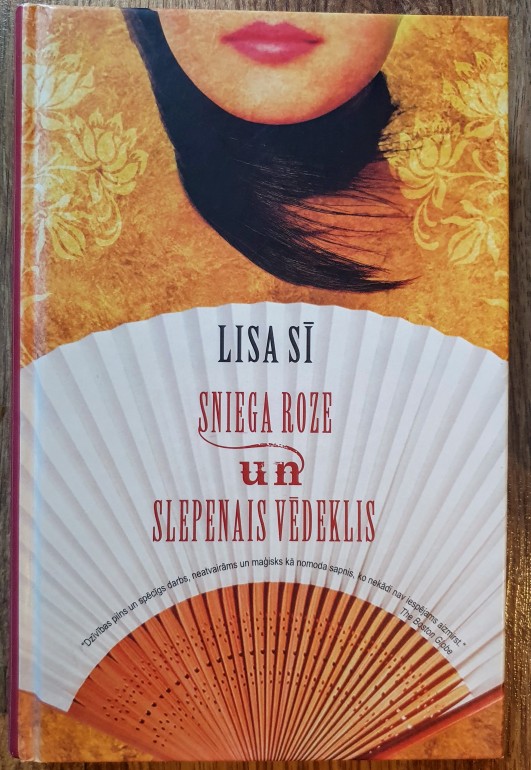 LISA SĪ
SNIEGA ROZE
un
SLEPENAIS VĒDEKLIS
"Dzīvības pilns un spēcīgs darbs, neatvairāms un maģisks kā nomoda sapnis, ko nekādi nav iespējams aizmirst."
The Boston Globe